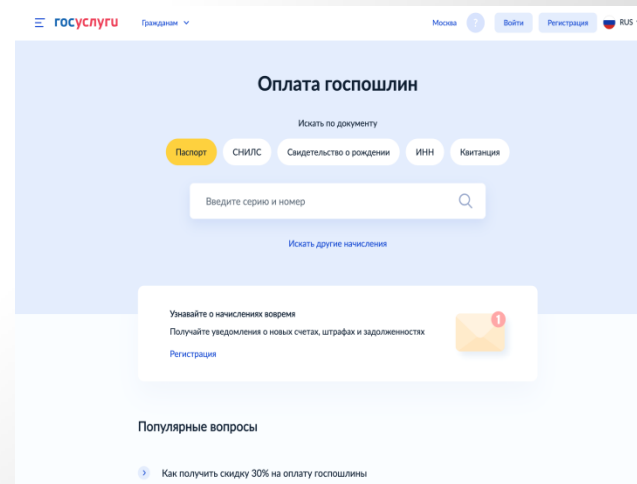 госуслуги Гражданам Москва ? Войти Регистрация RUS
Оплата госпошлин
Искать по документу
Паспорт СНИЛС Свидетельство о рождении ИНН Квитанция
Введите серию и номер
Искать другие начисления
Узнавайте о начислениях вовремя
1
Получайте уведомления о новых счетах, штрафах и задолженностях
Регистрация
Популярные вопросы
Как получить скидку 30% на оплату госпошлины